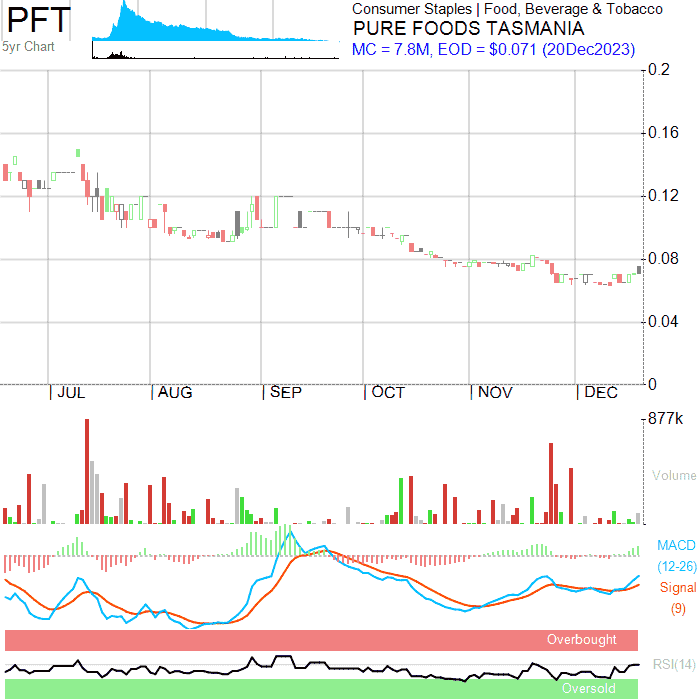 PFT
5yr Chart
Consumer Staples | Food, Beverage & Tobacco
PURE FOODS TASMANIA
MC = 7.8M, EOD = $0.071 (20Dec2023)
0.2
0.16
0.12
0.08
0.04
0
JUL AUG SEP OCT NOV DEC
877k
Volume
MACD
(12-26)
Signal
(9)
Overbought
RSI(14)
Oversold